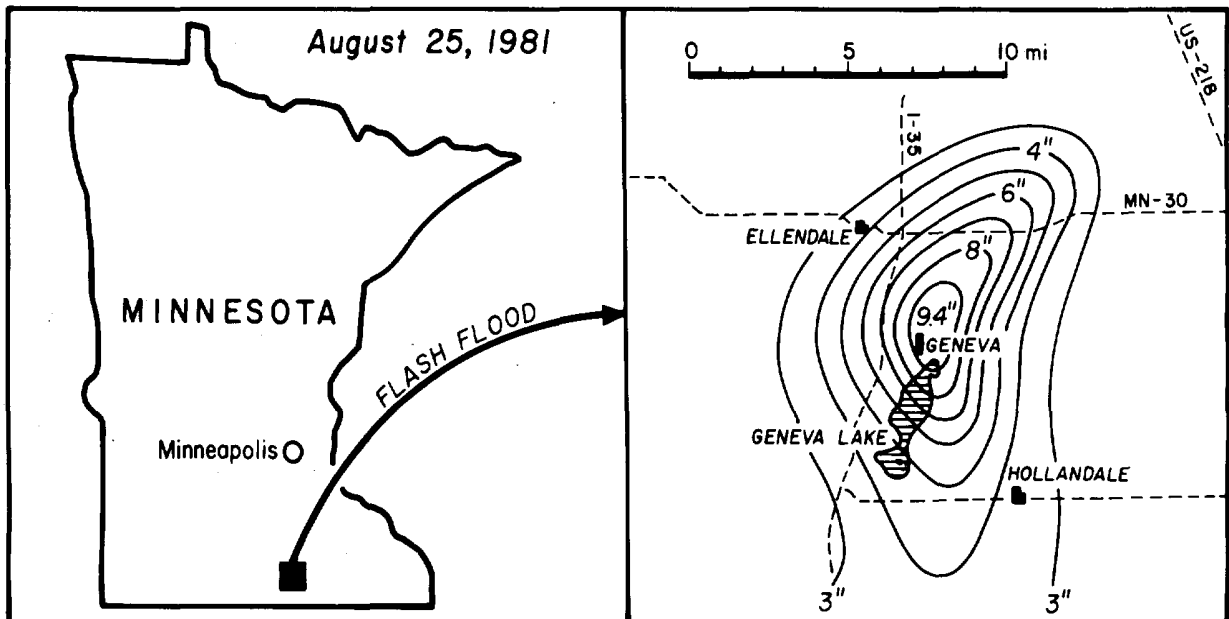 August 25, 1981
MINNESOTA
FLASH FLOOD
Minneapolis
0 5 10 mi
US-218
I-35
4"
6"
MN-30
ELLENDALE
8"
9.4"
GENEVA
GENEVA LAKE
HOLLANDALE
3" 3"